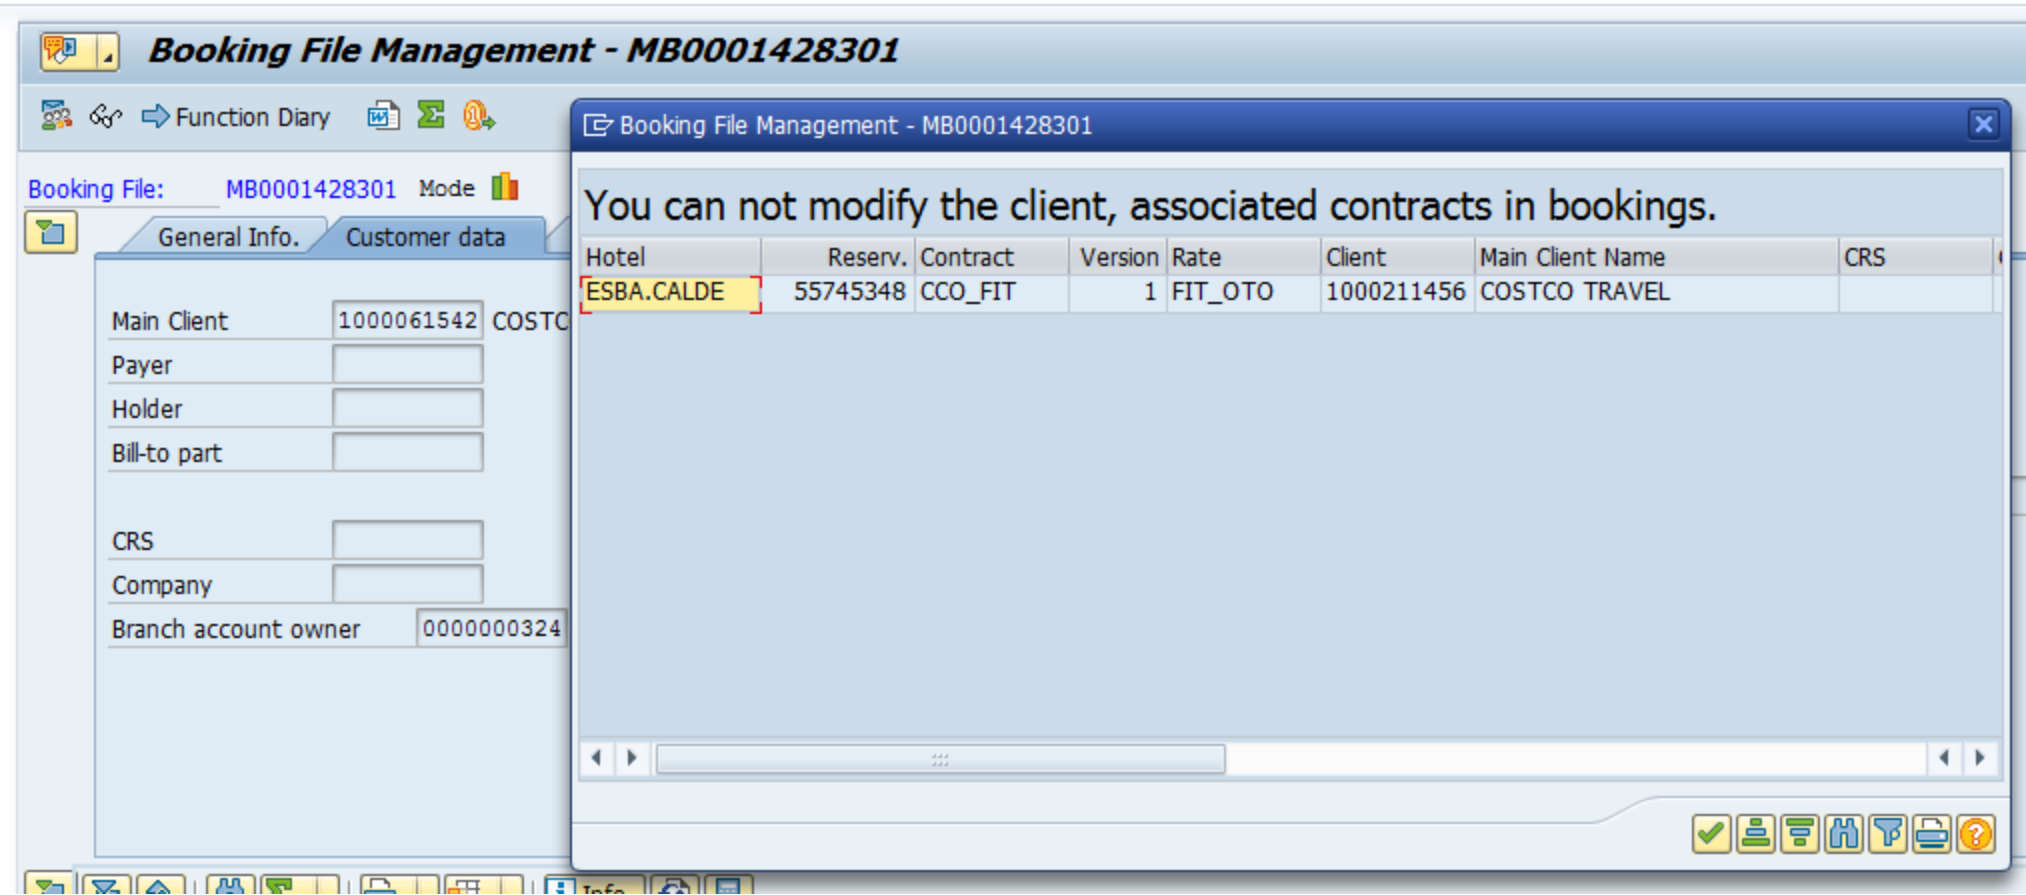 Booking File Management - MB0001428301
Function Diary
Booking File: MB0001428301 Mode
General Info. Customer data
Main Client 1000061542 COSTC
Payer
Holder
Bill-to part
CRS
Company
Branch account owner 0000000324
Booking File Management - MB0001428301
You can not modify the client, associated contracts in bookings.
Hotel Reserv. Contract Version Rate Client Main Client Name CRS
ESBA.CALDE 55745348 CCO_FIT 1 FIT_OTO 1000211456 COSTCO TRAVEL
Info